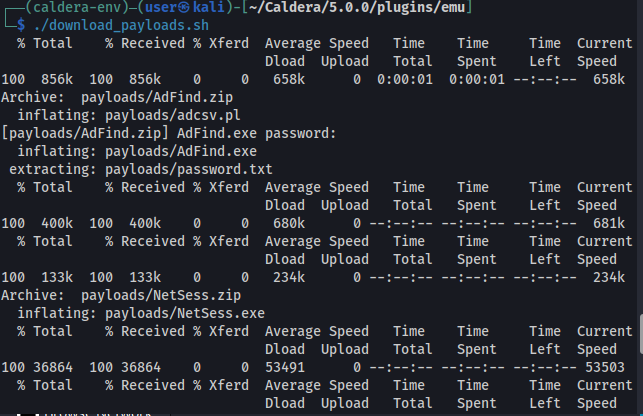 ┌──(caldera-env)─(user㉿kali)-[~/Caldera/5.0.0/plugins/emu]
└─$ ./download_payloads.sh
  % Total    % Received % Xferd  Average Speed   Time    Time     Time  Current
                                 Dload  Upload   Total   Spent    Left  Speed
100  856k  100  856k    0     0   658k      0  0:00:01  0:00:01 --:--:--  658k
Archive:  payloads/AdFind.zip
  inflating: payloads/adcsv.pl
[payloads/AdFind.zip] AdFind.exe password:
  inflating: payloads/AdFind.exe
 extracting: payloads/password.txt
  % Total    % Received % Xferd  Average Speed   Time    Time     Time  Current
                                 Dload  Upload   Total   Spent    Left  Speed
100  400k  100  400k    0     0   680k      0 --:--:-- --:--:-- --:--:--  681k
  % Total    % Received % Xferd  Average Speed   Time    Time     Time  Current
                                 Dload  Upload   Total   Spent    Left  Speed
100  133k  100  133k    0     0   234k      0 --:--:-- --:--:-- --:--:--  234k
Archive:  payloads/NetSess.zip
  inflating: payloads/NetSess.exe
  % Total    % Received % Xferd  Average Speed   Time    Time     Time  Current
                                 Dload  Upload   Total   Spent    Left  Speed
100 36864  100 36864    0     0  53491      0 --:--:-- --:--:-- --:--:-- 53503
  % Total    % Received % Xferd  Average Speed   Time    Time     Time  Current
                                 Dload  Upload   Total   Spent    Left  Speed